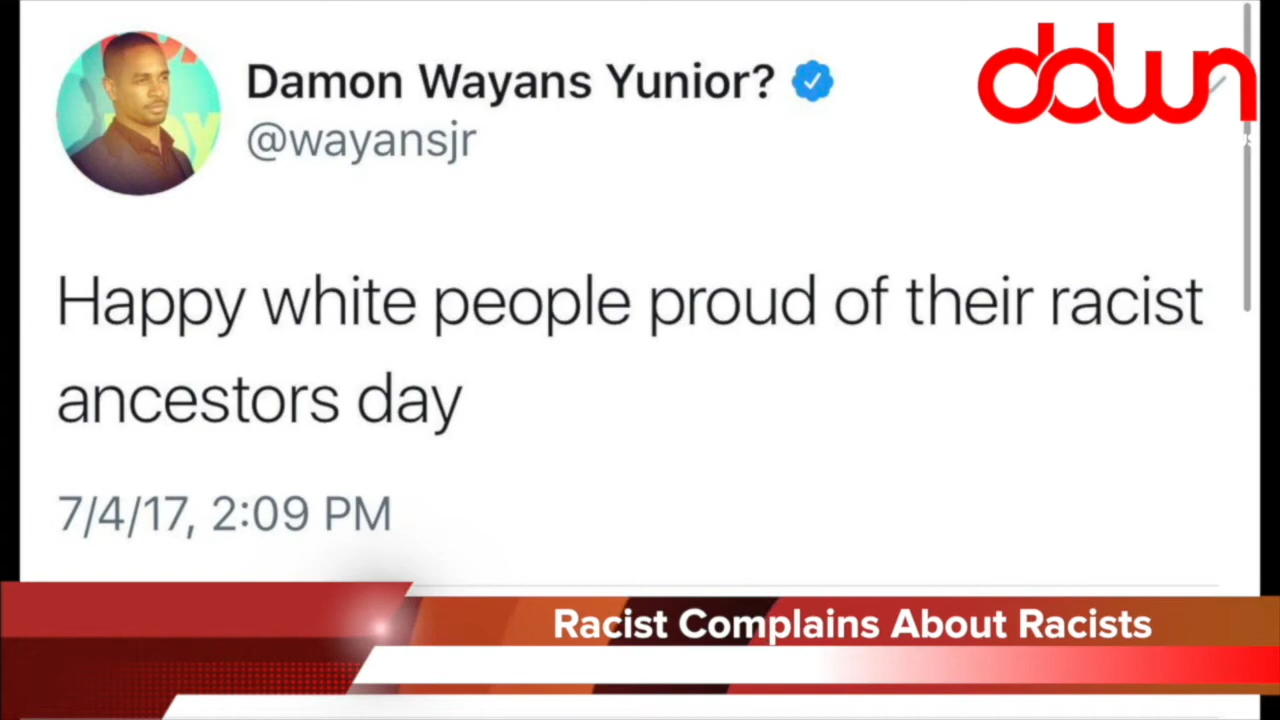 Damon Wayans Yunior?
@wayansjr
dawn
Happy white people proud of their racist
ancestors day
7/4/17, 2:09 PM
Racist Complains About Racists